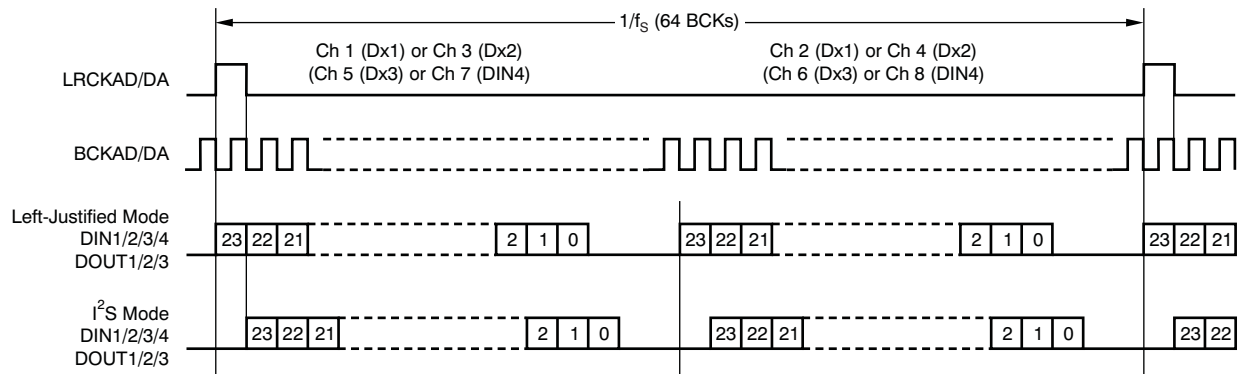 1/fS (64 BCKs)
Ch 1 (Dx1) or Ch 3 (Dx2)
(Ch 5 (Dx3) or Ch 7 (DIN4)
Ch 2 (Dx1) or Ch 4 (Dx2)
(Ch 6 (Dx3) or Ch 8 (DIN4)
LRCKAD/DA
BCKAD/DA
Left-Justified Mode
DIN1/2/3/4
DOUT1/2/3
23 22 21 2 1 0 23 22 21 2 1 0 23 22 21
I²S Mode
DIN1/2/3/4
DOUT1/2/3
23 22 21 2 1 0 23 22 21 2 1 0 23 22